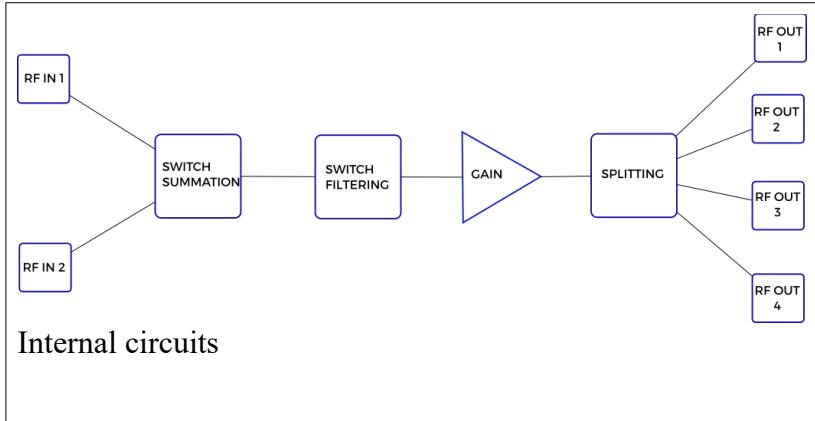 RF IN 1
RF IN 2
SWITCH
SUMMATION
SWITCH
FILTERING
GAIN
SPLITTING
RF OUT
1
RF OUT
2
RF OUT
3
RF OUT
4
Internal circuits